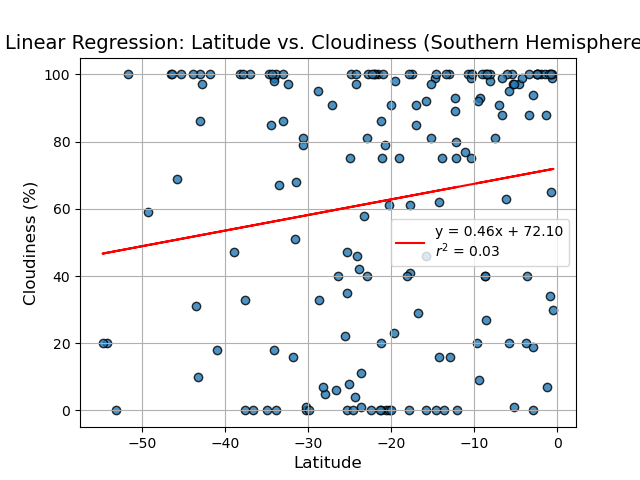 Linear Regression: Latitude vs. Cloudiness (Southern Hemisphere
100
80
60
40
20
0
Cloudiness (%)
y = 0.46x + 72.10
r² = 0.03
−50
−40
−30
−20
−10
0
Latitude